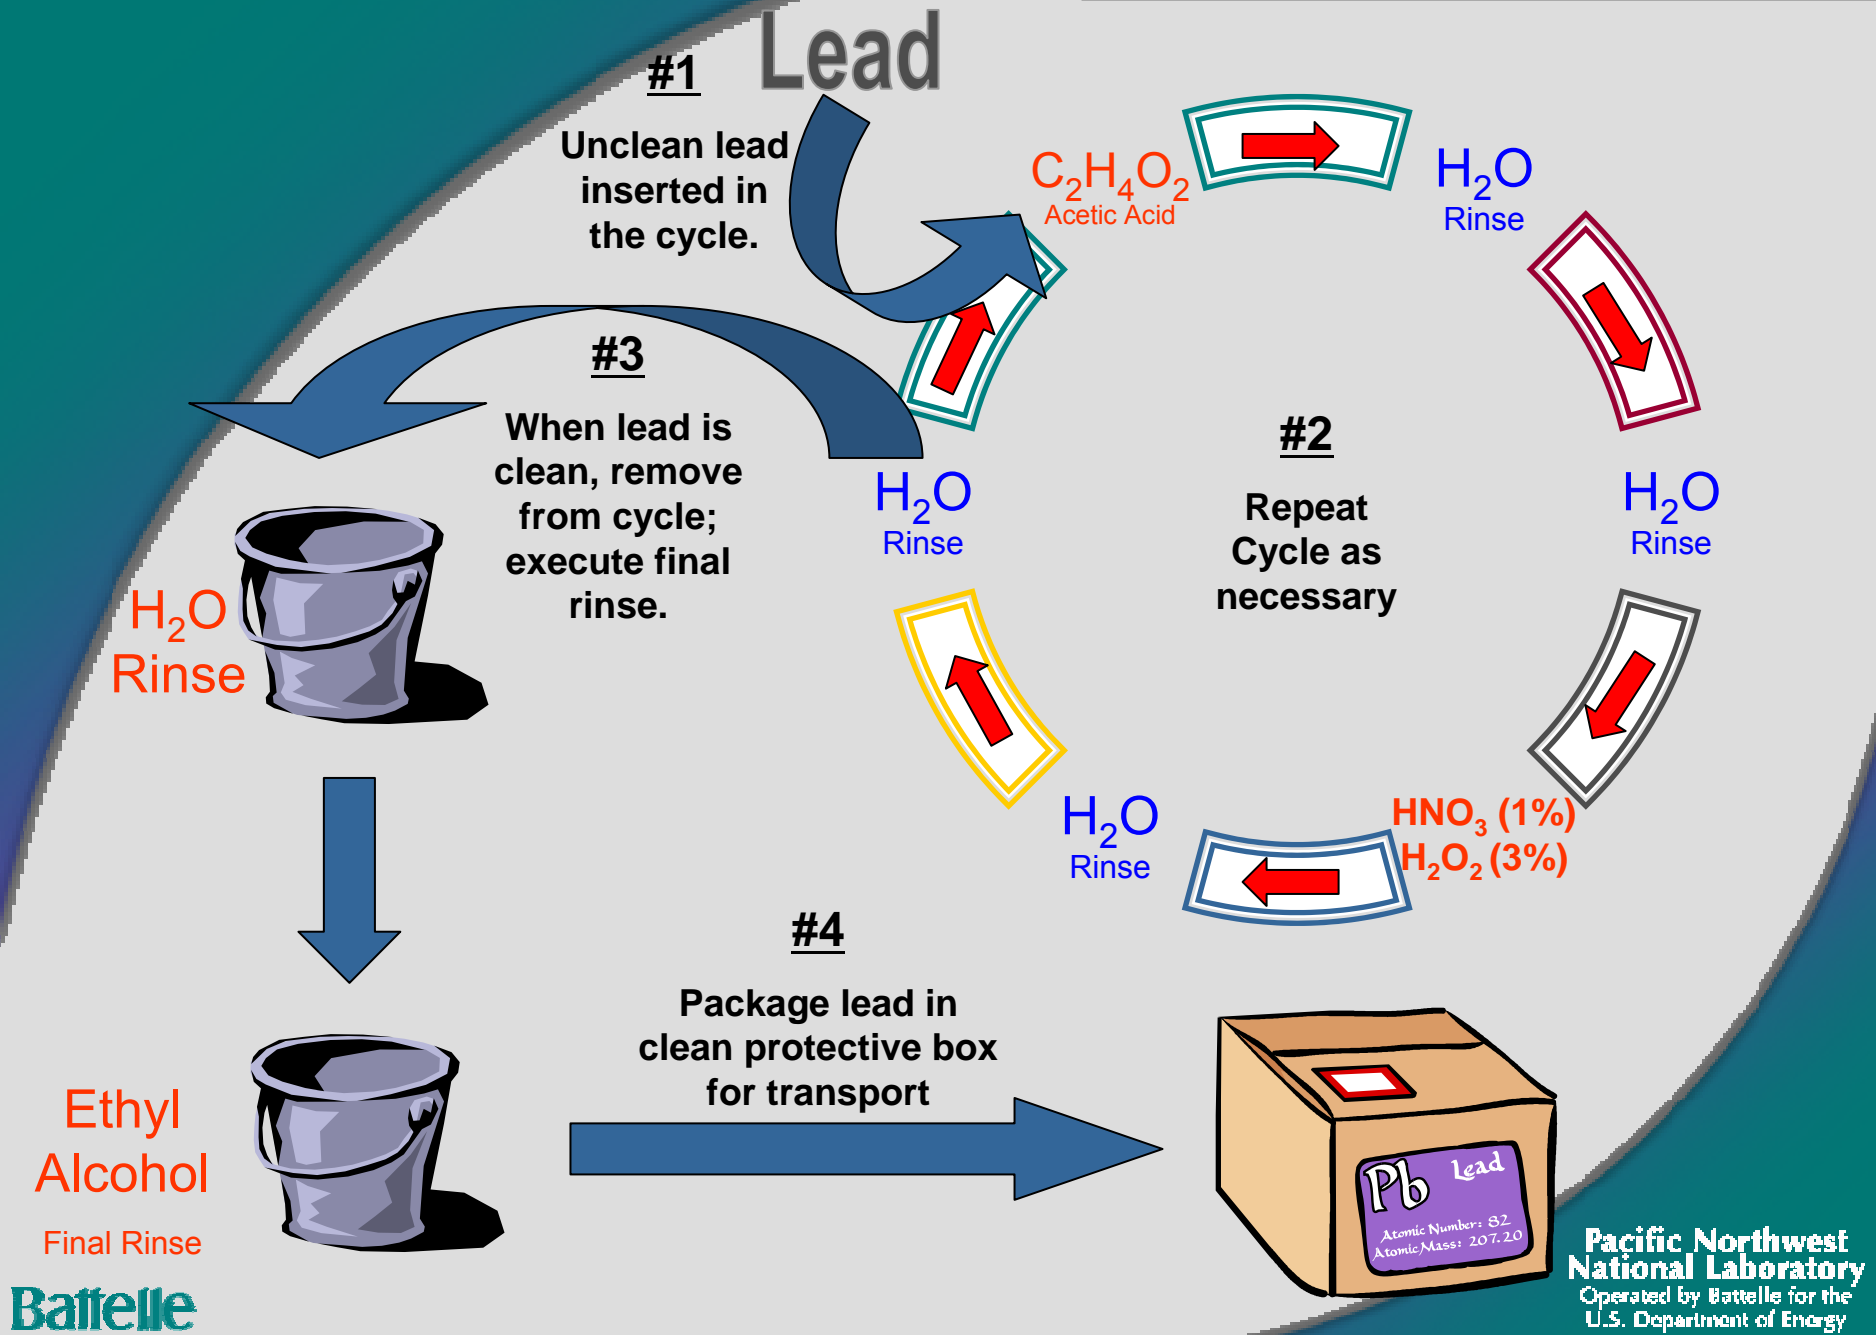 Lead
#1
Unclean lead
inserted in
the cycle.
C₂H₄O₂
Acetic Acid
H₂O
Rinse
H₂O
Rinse
HNO₃ (1%)
H₂O₂ (3%)
H₂O
Rinse
H₂O
Rinse
#2
Repeat
Cycle as
necessary
#3
When lead is
clean, remove
from cycle;
execute final
rinse.
H₂O
Rinse
Ethyl
Alcohol
Final Rinse
#4
Package lead in
clean protective box
for transport
Pb Lead
Atomic Number: 82
Atomic Mass: 207.20
Battelle
Pacific Northwest
National Laboratory
Operated by Battelle for the
U.S. Department of Energy